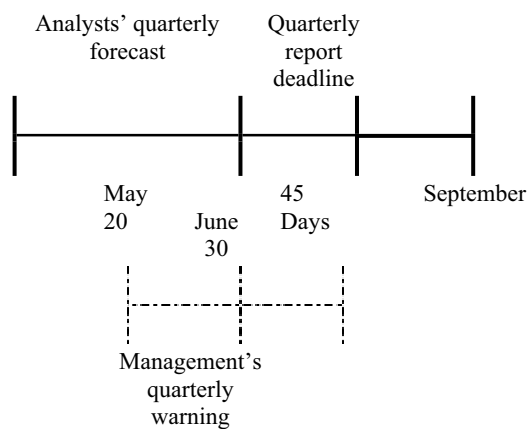 Analysts’ quarterly
forecast
Quarterly
report
deadline
May
20
June
30
45
Days
September
Management’s
quarterly
warning